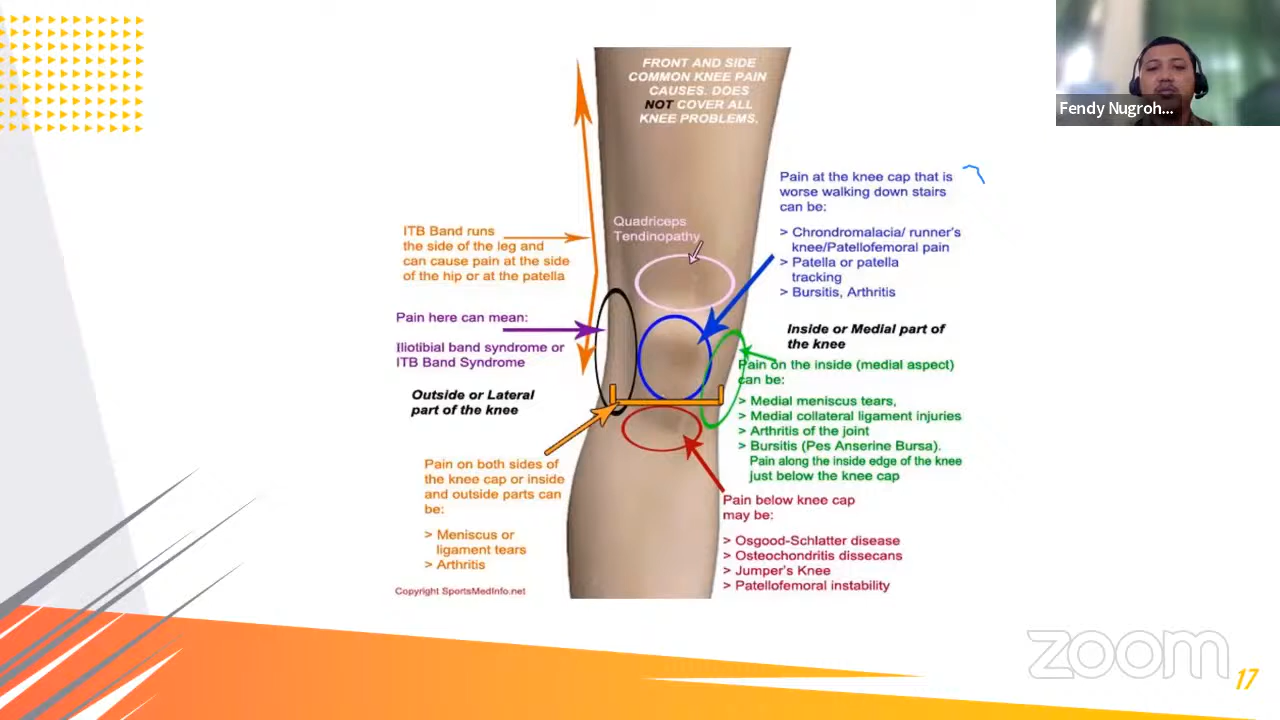 FRONT AND SIDE
COMMON KNEE PAIN
CAUSES. DOES
NOT COVER ALL
KNEE PROBLEMS.
Fendy Nugroh...
Pain at the knee cap that is
worse walking down stairs
can be:
> Chrondromalacia/ runner's
knee/Patellofemoral pain
> Patella or patella
tracking
> Bursitis, Arthritis
Quadriceps
Tendinopathy
ITB Band runs
the side of the leg and
can cause pain at the side
of the hip or at the patella
Pain here can mean:
Iliotibial band syndrome or
ITB Band Syndrome
Outside or Lateral
part of the knee
Inside or Medial part of
the knee
Pain on the inside (medial aspect)
can be:
> Medial meniscus tears,
> Medial collateral ligament injuries
> Arthritis of the joint
> Bursitis (Pes Anserine Bursa).
Pain along the inside edge of the knee
just below the knee cap
Pain on both sides of
the knee cap or inside
and outside parts can
be:
> Meniscus or
ligament tears
> Arthritis
Pain below knee cap
may be:
> Osgood-Schlatter disease
> Osteochondritis dissecans
> Jumper's Knee
> Patellofemoral instability
Copyright SportsMedInfo.net
zoom
17